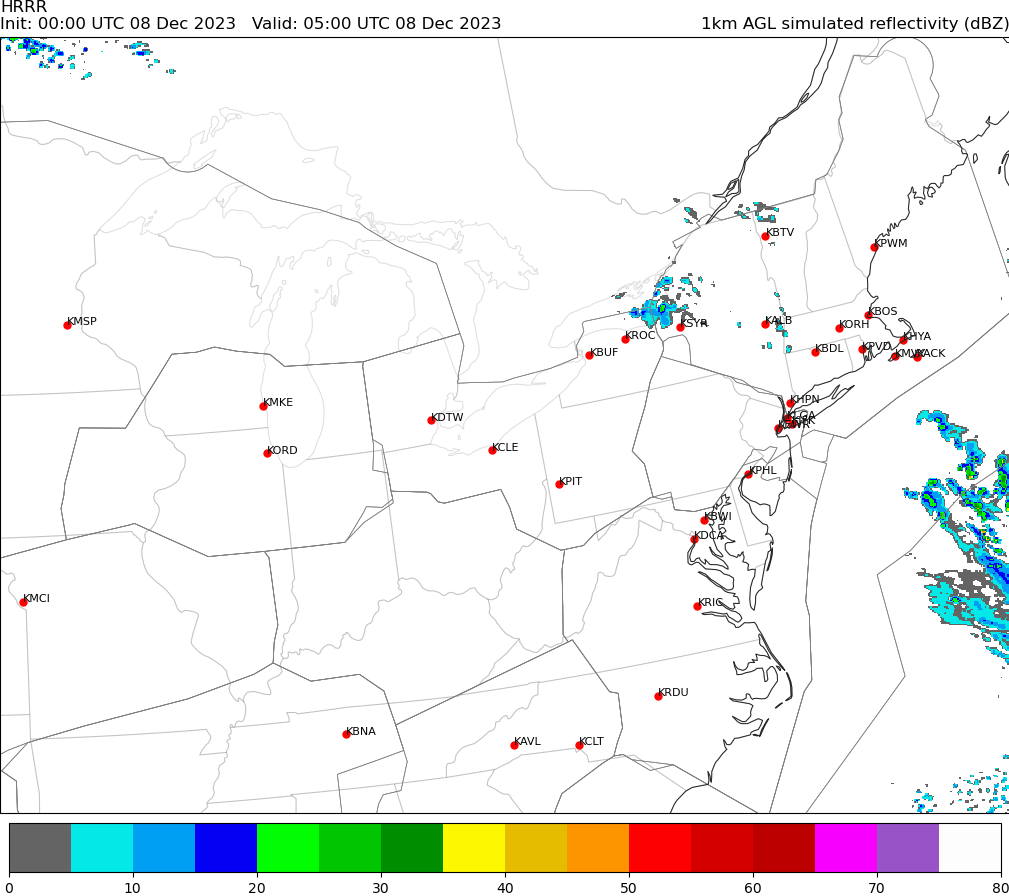 HRRR
Init: 00:00 UTC 08 Dec 2023 Valid: 05:00 UTC 08 Dec 2023 1km AGL simulated reflectivity (dBZ)
KBTV
KPWM
KMSP
KSYR
KALB
KBOS
KORH
KHYA
KROC
KBUF
KBDL
KPVD
KACK
KMKE
KHPN
KLGA
KDTW
KORD
KCLE
KPIT
KPHL
KBWI
KDCA
KMCI
KRIC
KRDU
KBNA
KAVL
KCLT
0 10 20 30 40 50 60 70 80